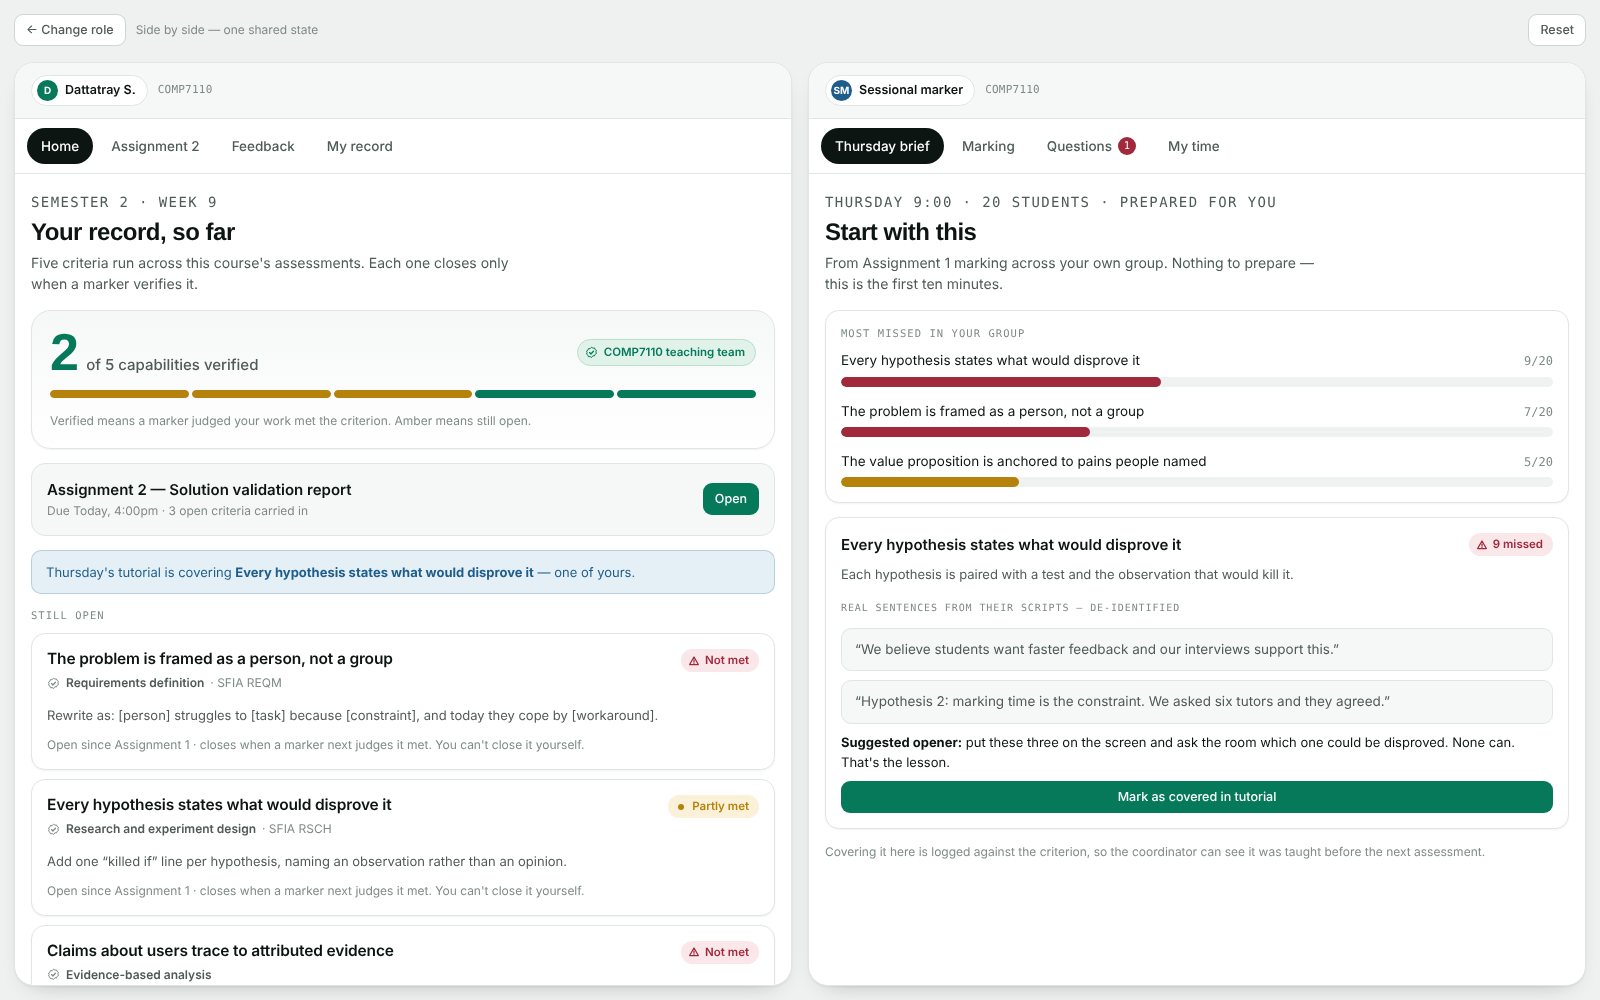 ← Change role
Side by side — one shared state
Reset
D
Dattatray S.
COMP7110
Home
Assignment 2
Feedback
My record
SEMESTER 2 · WEEK 9
Your record, so far
Five criteria run across this course's assessments. Each one closes only
when a marker verifies it.
2 of 5 capabilities verified
COMP7110 teaching team
Verified means a marker judged your work met the criterion. Amber means still open.
Assignment 2 — Solution validation report
Due Today, 4:00pm · 3 open criteria carried in
Open
Thursday's tutorial is covering Every hypothesis states what would disprove it — one of yours.
STILL OPEN
The problem is framed as a person, not a group
Not met
Requirements definition · SFIA REQM
Rewrite as: [person] struggles to [task] because [constraint], and today they cope by [workaround].
Open since Assignment 1 · closes when a marker next judges it met. You can't close it yourself.
Every hypothesis states what would disprove it
Partly met
Research and experiment design · SFIA RSCH
Add one “killed if” line per hypothesis, naming an observation rather than an opinion.
Open since Assignment 1 · closes when a marker next judges it met. You can't close it yourself.
Claims about users trace to attributed evidence
Not met
Evidence-based analysis
SM
Sessional marker
COMP7110
Thursday brief
Marking
Questions 1
My time
THURSDAY 9:00 · 20 STUDENTS · PREPARED FOR YOU
Start with this
From Assignment 1 marking across your own group. Nothing to prepare —
this is the first ten minutes.
MOST MISSED IN YOUR GROUP
Every hypothesis states what would disprove it
9/20
The problem is framed as a person, not a group
7/20
The value proposition is anchored to pains people named
5/20
Every hypothesis states what would disprove it
9 missed
Each hypothesis is paired with a test and the observation that would kill it.
REAL SENTENCES FROM THEIR SCRIPTS — DE-IDENTIFIED
“We believe students want faster feedback and our interviews support this.”
“Hypothesis 2: marking time is the constraint. We asked six tutors and they agreed.”
Suggested opener: put these three on the screen and ask the room which one could be disproved. None can.
That's the lesson.
Mark as covered in tutorial
Covering it here is logged against the criterion, so the coordinator can see it was taught before the next assessment.